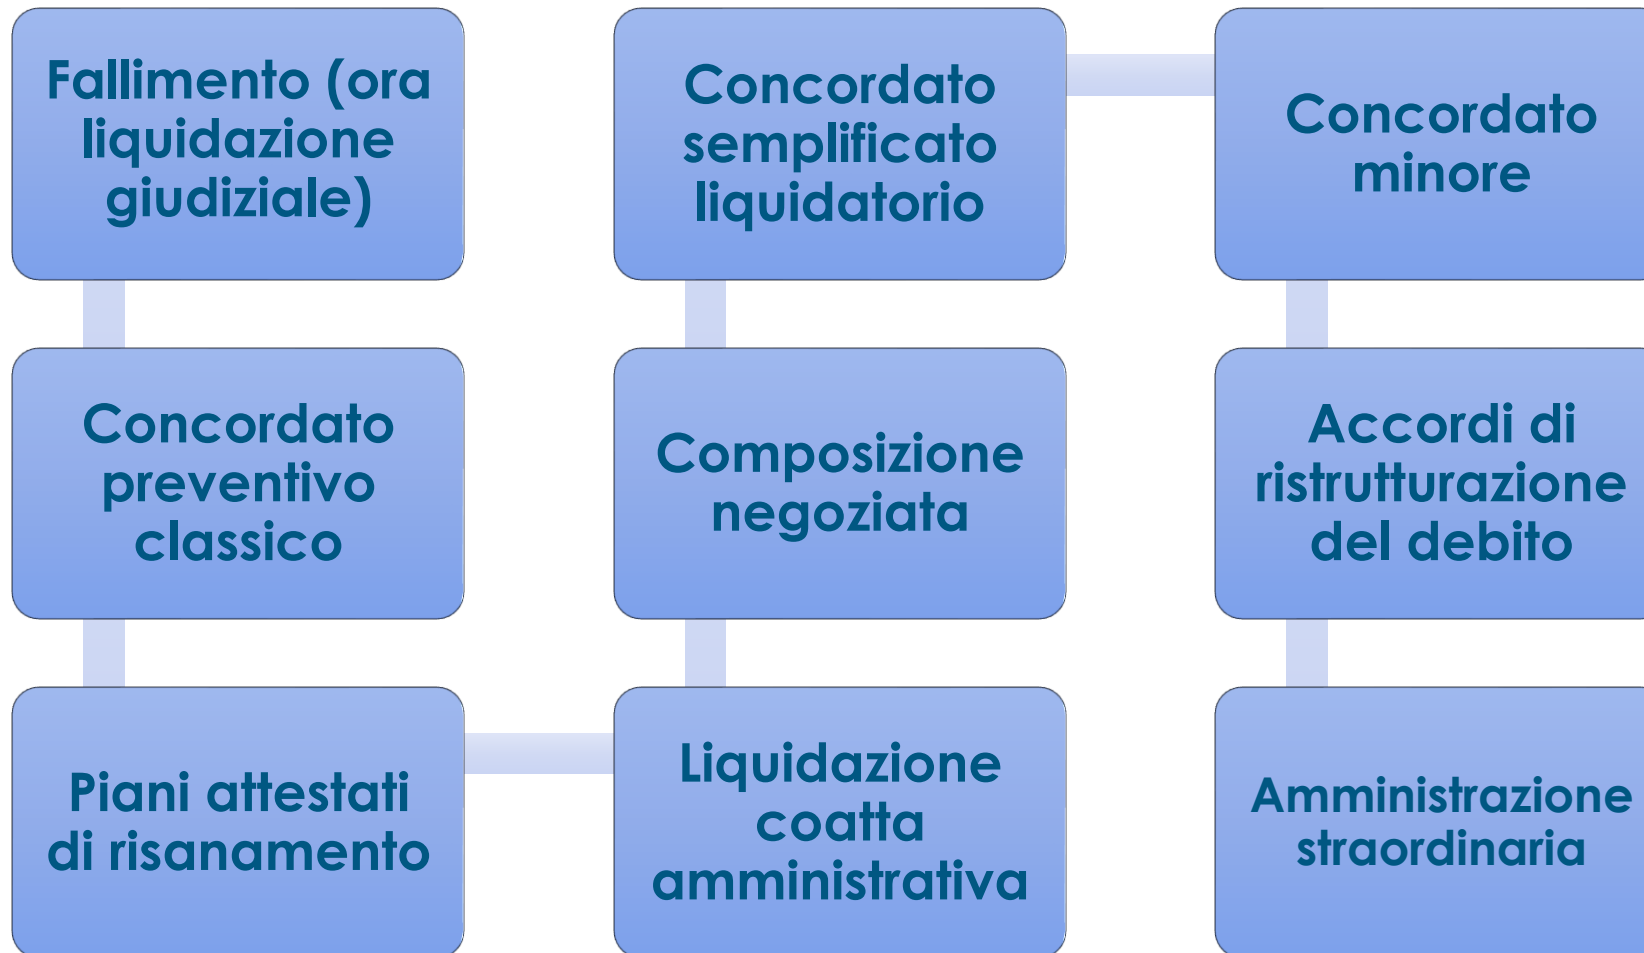 Fallimento (ora
liquidazione
giudiziale)
Concordato
preventivo
classico
Piani attestati
di risanamento
Liquidazione
coatta
amministrativa
Composizione
negoziata
Concordato
semplificato
liquidatorio
Concordato
minore
Accordi di
ristrutturazione
del debito
Amministrazione
straordinaria